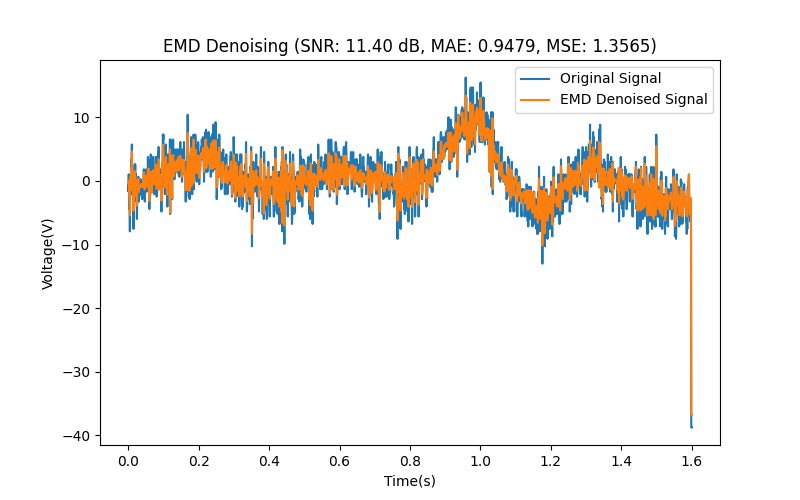 EMD Denoising (SNR: 11.40 dB, MAE: 0.9479, MSE: 1.3565)
Original Signal
EMD Denoised Signal
10
0
−10
−20
−30
−40
Voltage(V)
0.0 0.2 0.4 0.6 0.8 1.0 1.2 1.4 1.6
Time(s)